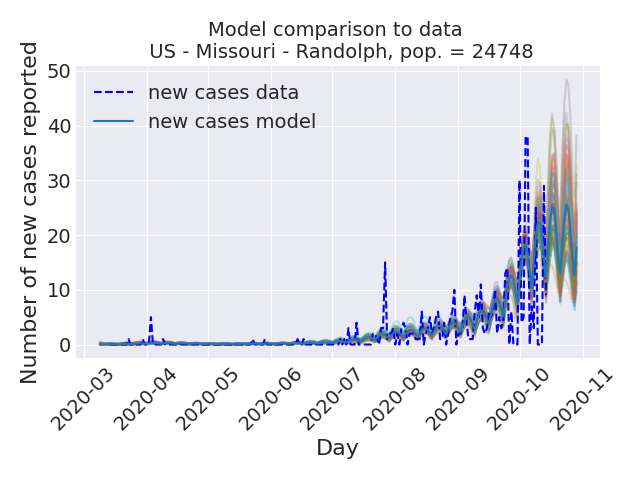 Model comparison to data
US - Missouri - Randolph, pop. = 24748
Number of new cases reported
50
40
30
20
10
0
new cases data
new cases model
2020-03
2020-04
2020-05
2020-06
2020-07
2020-08
2020-09
2020-10
2020-11
Day